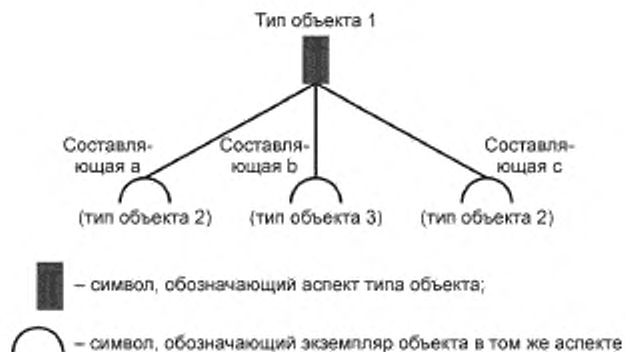 Тип объекта 1
Составля-
ющая a
Составля-
ющая b
Составля-
ющая c
(тип объекта 2)
(тип объекта 3)
(тип объекта 2)
– символ, обозначающий аспект типа объекта;
– символ, обозначающий экземпляр объекта в том же аспекте